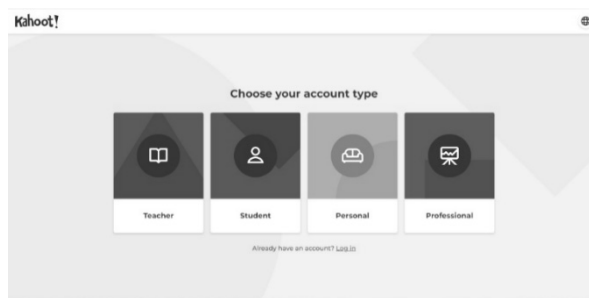 Kahoot!
Choose your account type
Teacher Student Personal Professional
Already have an account? Log in